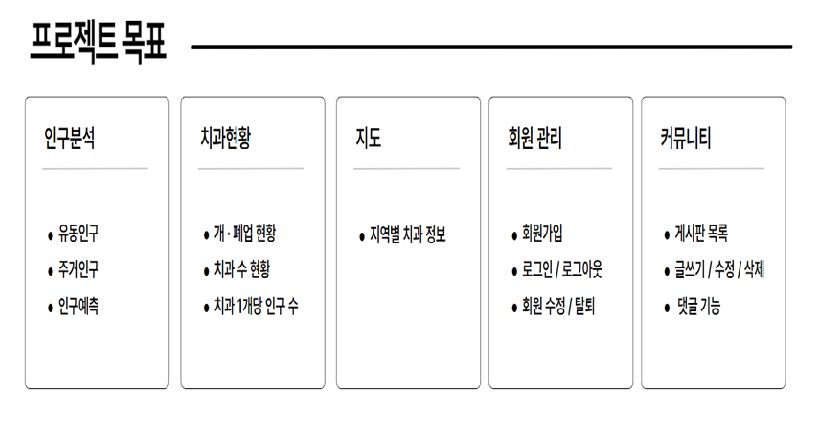 프로젝트 목표
인구분석
• 유동인구
• 주거인구
• 인구예측
치과현황
• 개 · 폐업 현황
• 치과 수 현황
• 치과 1개당 인구 수
지도
• 지역별 치과 정보
회원 관리
• 회원가입
• 로그인 / 로그아웃
• 회원 수정 / 탈퇴
커뮤니티
• 게시판 목록
• 글쓰기 / 수정 / 삭제
• 댓글 기능